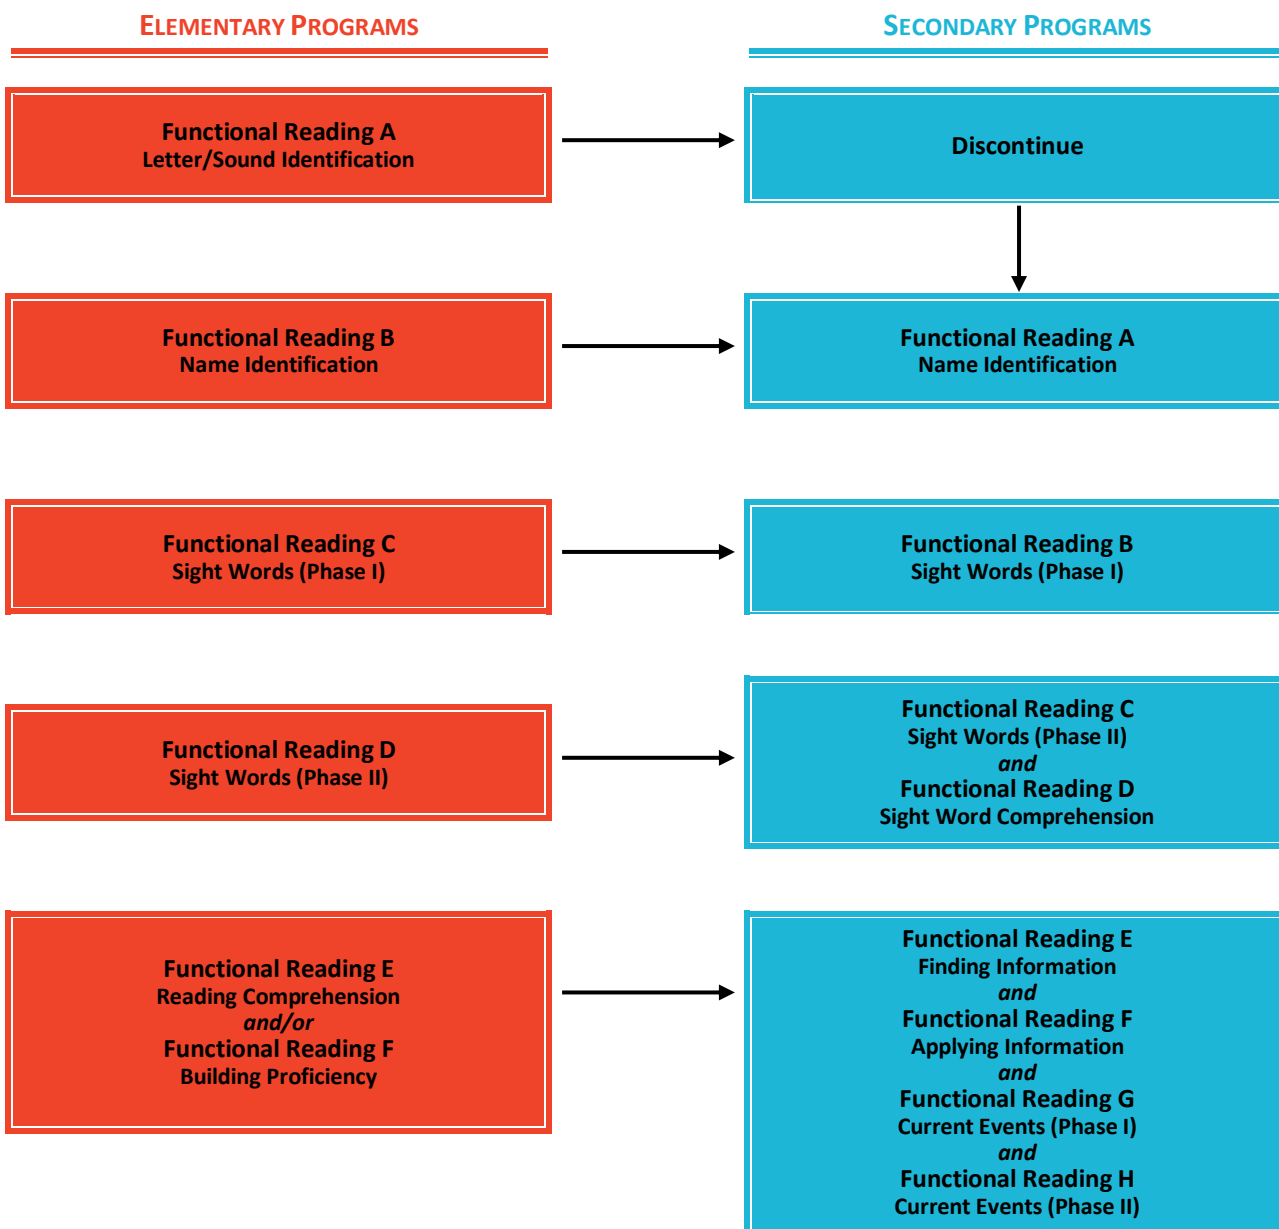 ELEMENTARY PROGRAMS
SECONDARY PROGRAMS
Functional Reading A
Letter/Sound Identification
Discontinue
Functional Reading B
Name Identification
Functional Reading A
Name Identification
Functional Reading C
Sight Words (Phase I)
Functional Reading B
Sight Words (Phase I)
Functional Reading D
Sight Words (Phase II)
Functional Reading C
Sight Words (Phase II)
and
Functional Reading D
Sight Word Comprehension
Functional Reading E
Reading Comprehension
and/or
Functional Reading F
Building Proficiency
Functional Reading E
Finding Information
and
Functional Reading F
Applying Information
and
Functional Reading G
Current Events (Phase I)
and
Functional Reading H
Current Events (Phase II)